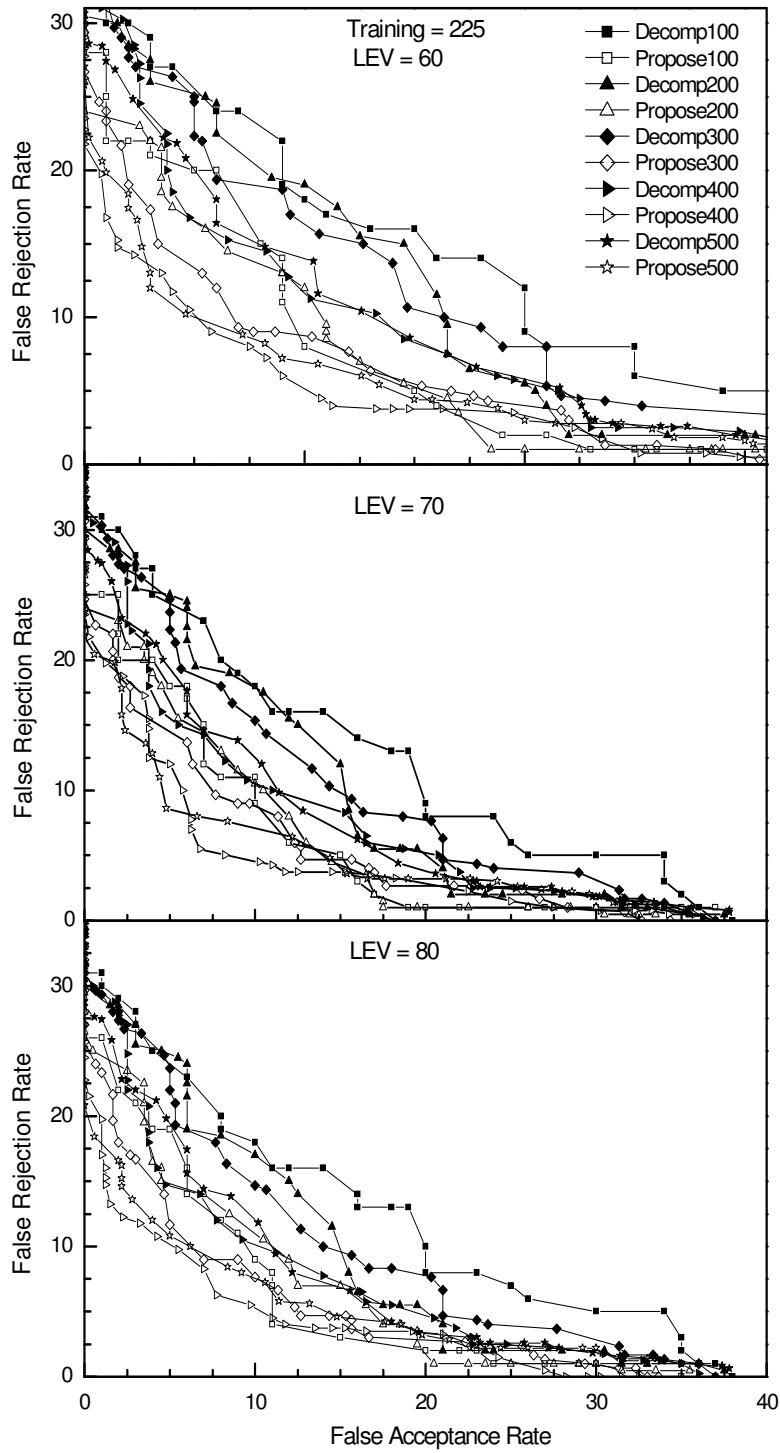 Training = 225
LEV = 60
Decomp100
Propose100
Decomp200
Propose200
Decomp300
Propose300
Decomp400
Propose400
Decomp500
Propose500
30
20
10
0
False Rejection Rate
LEV = 70
30
20
10
0
False Rejection Rate
LEV = 80
30
20
10
0
False Rejection Rate
0 10 20 30 40
False Acceptance Rate